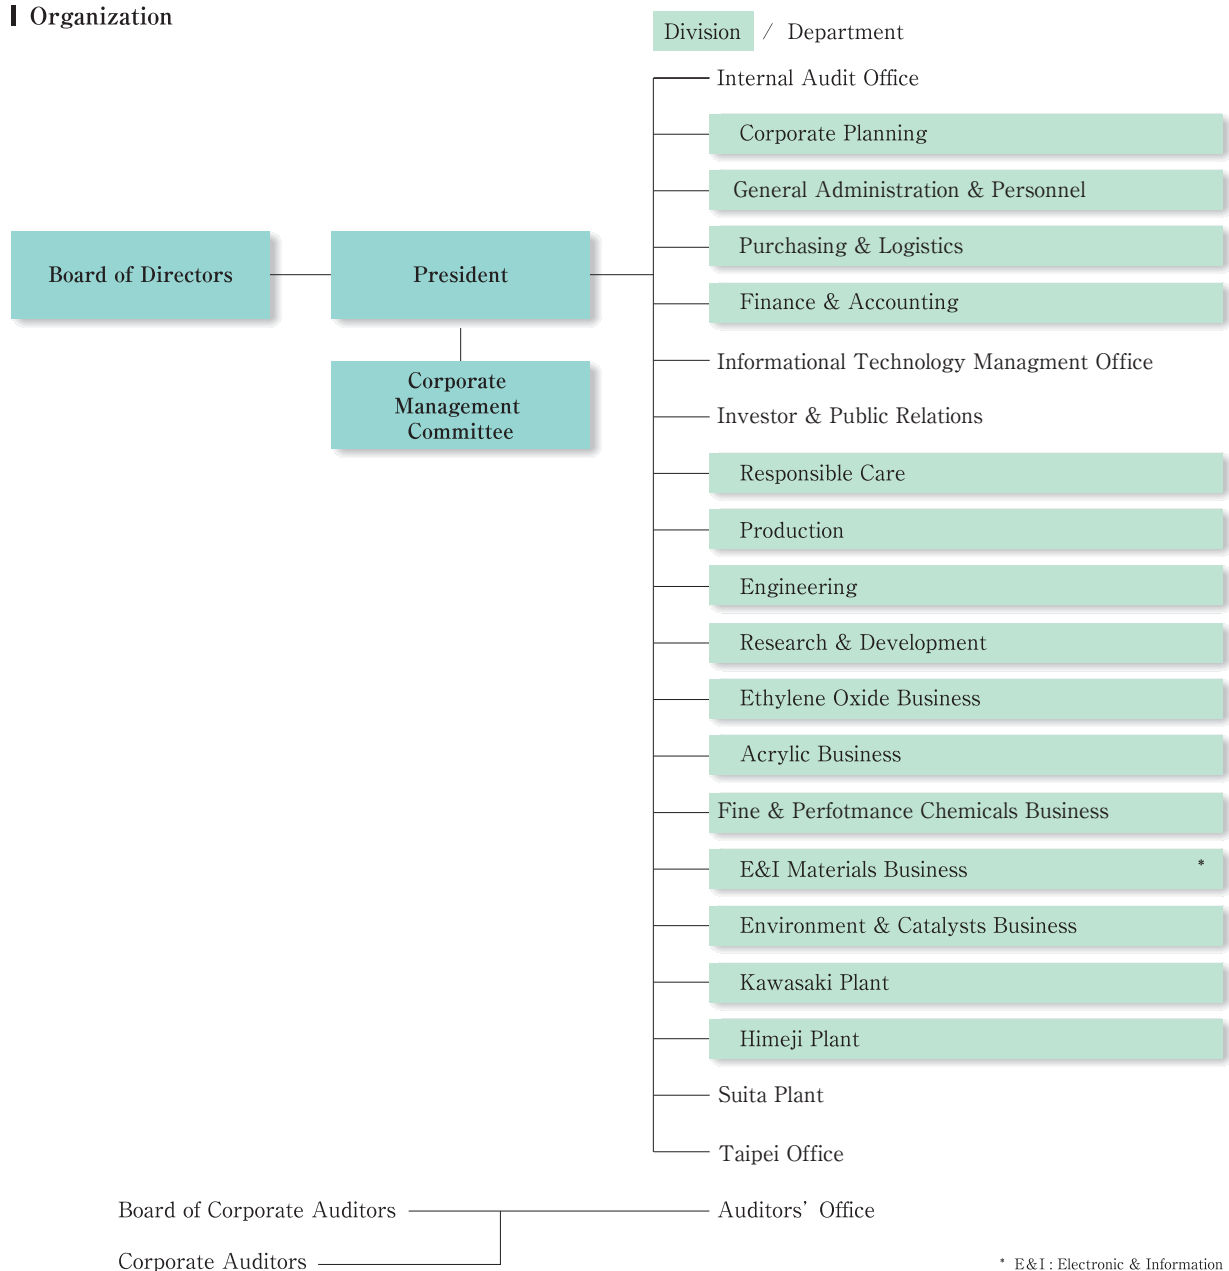 Organization
Division / Department
Internal Audit Office
Corporate Planning
General Administration & Personnel
Purchasing & Logistics
Finance & Accounting
Informational Technology Managment Office
Investor & Public Relations
Responsible Care
Production
Engineering
Research & Development
Ethylene Oxide Business
Acrylic Business
Fine & Perfotmance Chemicals Business
E&I Materials Business *
Environment & Catalysts Business
Kawasaki Plant
Himeji Plant
Suita Plant
Taipei Office
Board of Directors
President
Corporate
Management
Committee
Board of Corporate Auditors
Auditors' Office
Corporate Auditors
* E&I : Electronic & Information